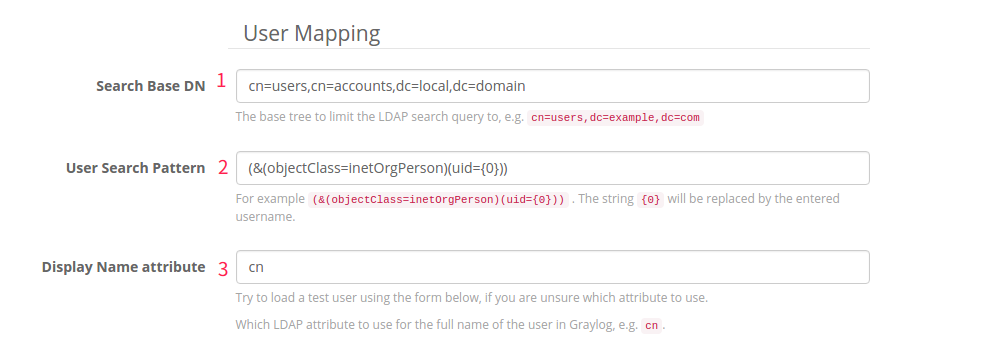 User Mapping
Search Base DN 1 cn=users,cn=accounts,dc=local,dc=domain
The base tree to limit the LDAP search query to, e.g. cn=users,dc=example,dc=com
User Search Pattern 2 (&(objectClass=inetOrgPerson)(uid={0}))
For example (&(objectClass=inetOrgPerson)(uid={0})) . The string {0} will be replaced by the entered
username.
Display Name attribute 3 cn
Try to load a test user using the form below, if you are unsure which attribute to use.
Which LDAP attribute to use for the full name of the user in Graylog, e.g. cn .